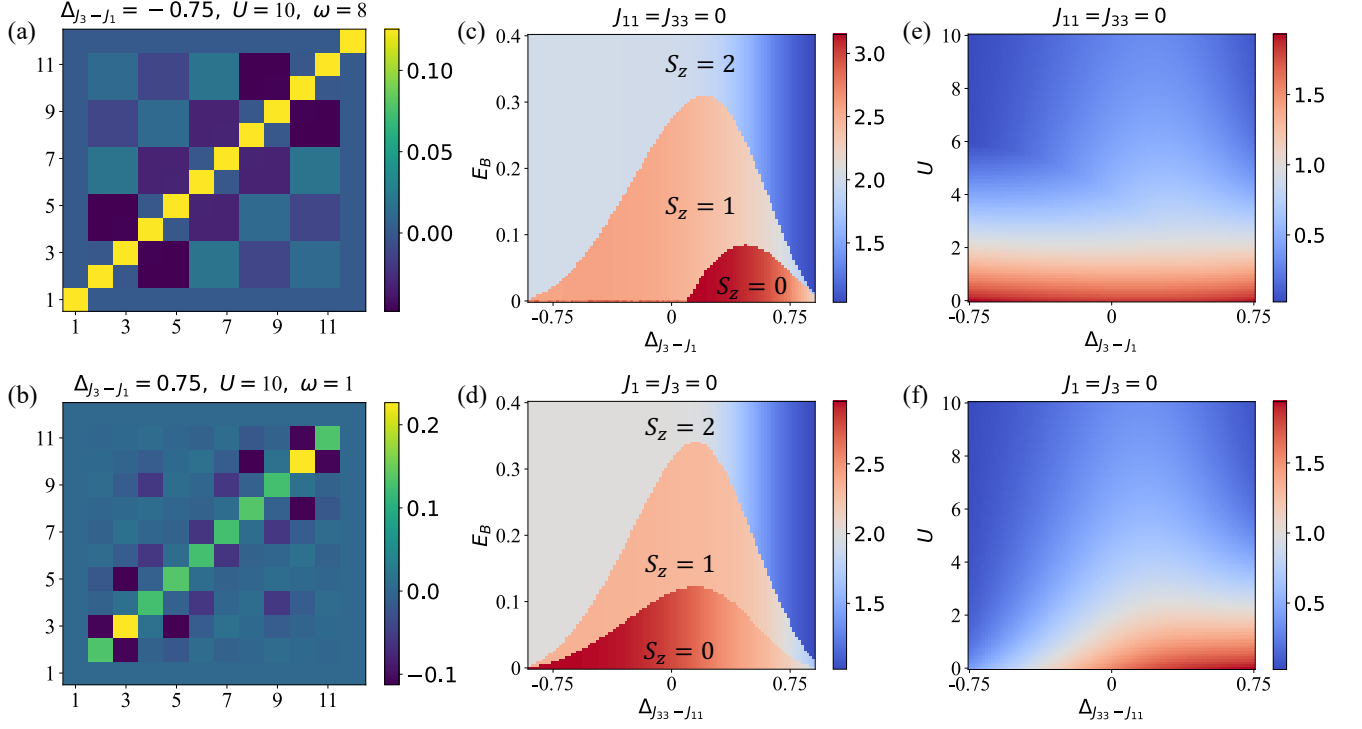 (a)
Δ_{J_3−J_1} = −0.75, U = 10, ω = 8
11
9
7
5
3
1
1 3 5 7 9 11
0.10
0.05
0.00
(b)
Δ_{J_3−J_1} = 0.75, U = 10, ω = 1
11
9
7
5
3
1
1 3 5 7 9 11
0.2
0.1
0.0
−0.1
(c)
J_{11} = J_{33} = 0
E_B
0.4
0.3
0.2
0.1
0
S_z = 2
S_z = 1
S_z = 0
-0.75 0 0.75
Δ_{J_3−J_1}
3.0
2.5
2.0
1.5
(d)
J_1 = J_3 = 0
E_B
0.4
0.3
0.2
0.1
0
S_z = 2
S_z = 1
S_z = 0
-0.75 0 0.75
Δ_{J_{33}−J_{11}}
2.5
2.0
1.5
(e)
J_{11} = J_{33} = 0
U
10
8
6
4
2
0
-0.75 0 0.75
Δ_{J_3−J_1}
1.5
1.0
0.5
(f)
J_1 = J_3 = 0
U
10
8
6
4
2
0
-0.75 0 0.75
Δ_{J_{33}−J_{11}}
1.5
1.0
0.5